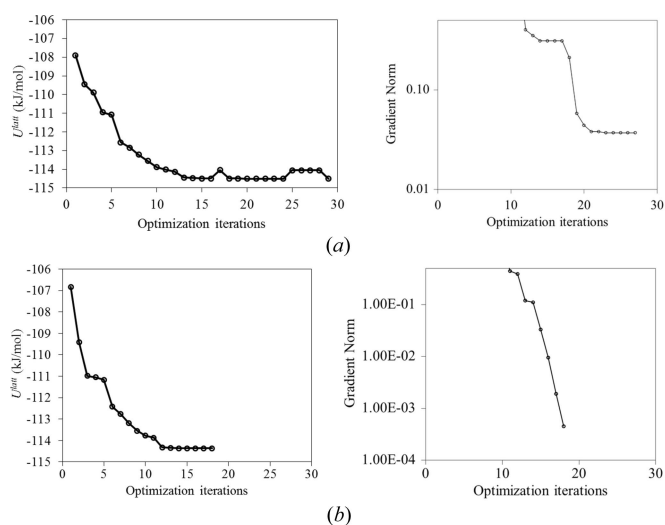 -106
-107
-108
-109
-110
-111
-112
-113
-114
-115
U^latt (kJ/mol)
0 5 10 15 20 25 30
Optimization iterations
0.10
0.01
Gradient Norm
0 10 20 30
Optimization iterations
(a)
-106
-107
-108
-109
-110
-111
-112
-113
-114
-115
U^latt (kJ/mol)
0 5 10 15 20 25 30
Optimization iterations
1.00E-01
1.00E-02
1.00E-03
1.00E-04
Gradient Norm
0 10 20 30
Optimization iterations
(b)